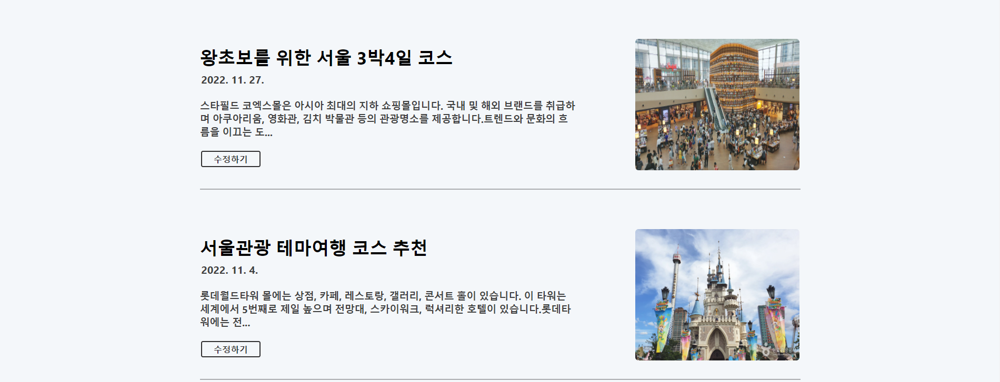 왕초보를 위한 서울 3박4일 코스
2022. 11. 27.
스타필드 코엑스몰은 아시아 최대의 지하 쇼핑몰입니다. 국내 및 해외 브랜드를 취급하
며 아쿠아리움, 영화관, 김치 박물관 등의 관광명소를 제공합니다.트렌드와 문화의 흐
름을 이끄는 도...
수정하기
서울관광 테마여행 코스 추천
2022. 11. 4.
롯데월드타워 몰에는 상점, 카페, 레스토랑, 갤러리, 콘서트 홀이 있습니다. 이 타워는
세계에서 5번째로 제일 높으며 전망대, 스카이워크, 럭셔리한 호텔이 있습니다.롯데타
워에는 전...
수정하기